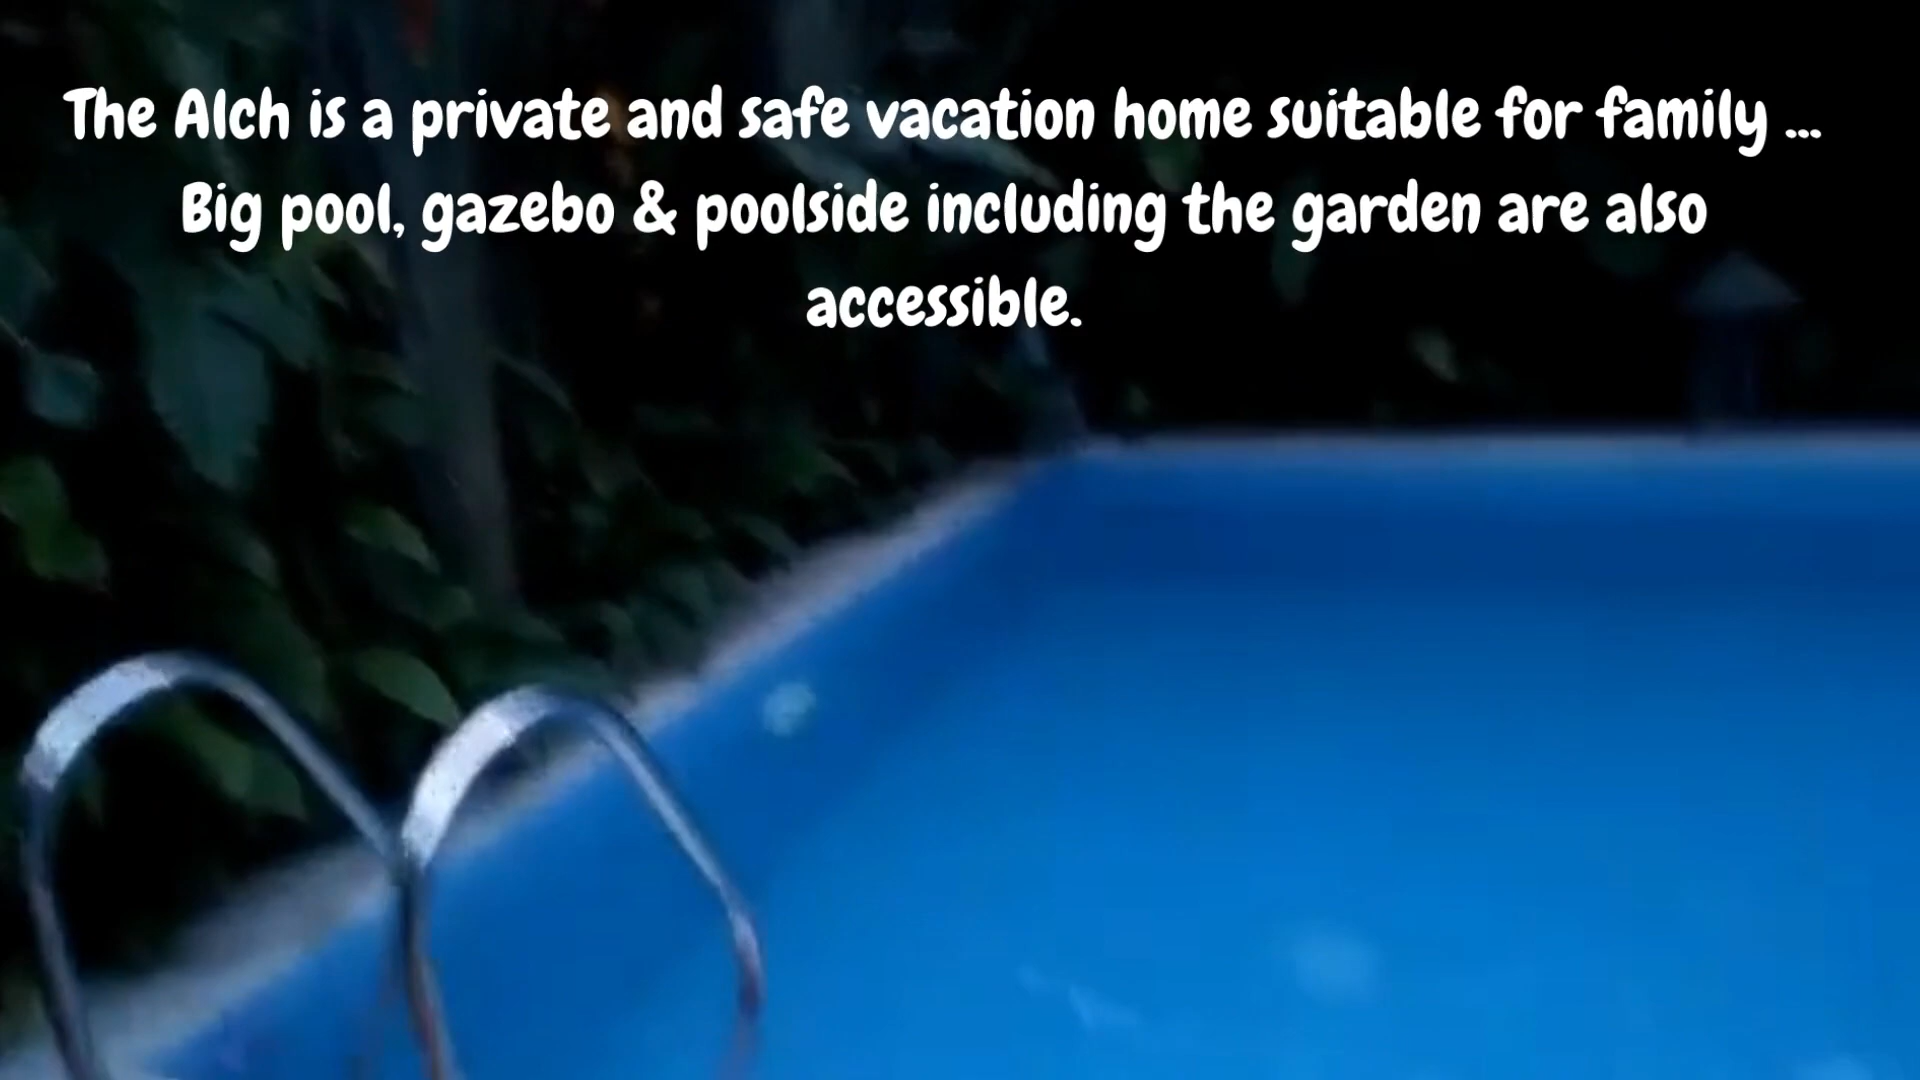 The Alch is a private and safe vacation home suitable for family ...
Big pool, gazebo & poolside including the garden are also
accessible.